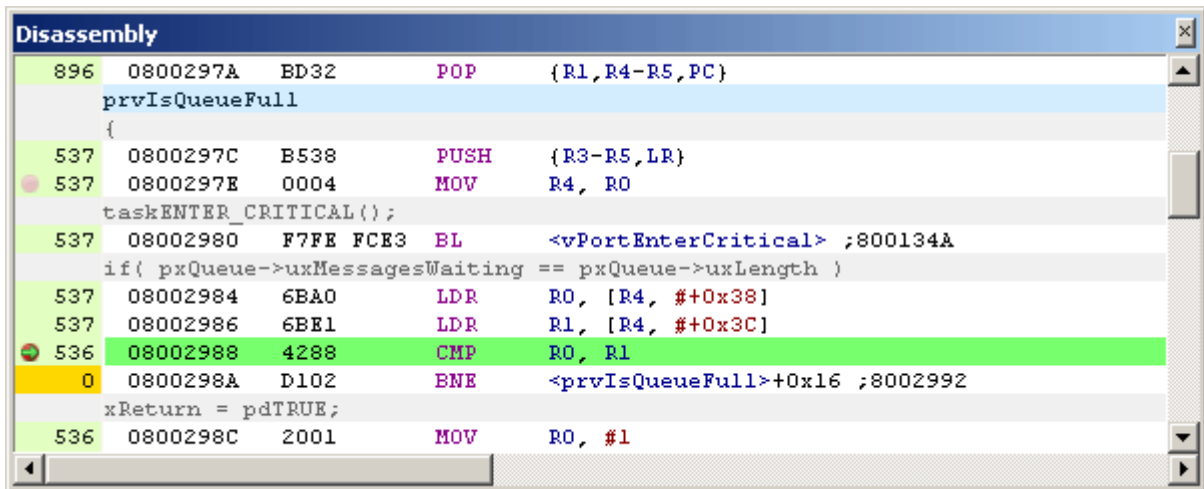 Disassembly
896 0800297A BD32 POP {R1,R4-R5,PC}
prvIsQueueFull
{
537 0800297C B538 PUSH {R3-R5,LR}
537 0800297E 0004 MOV R4, R0
taskENTER_CRITICAL();
537 08002980 F7FE FCE3 BL <vPortEnterCritical> ;800134A
if( pxQueue->uxMessagesWaiting == pxQueue->uxLength )
537 08002984 6BA0 LDR R0, [R4, #+0x38]
537 08002986 6BE1 LDR R1, [R4, #+0x3C]
536 08002988 4288 CMP R0, R1
0 0800298A D102 BNE <prvIsQueueFull>+0x16 ;8002992
xReturn = pdTRUE;
536 0800298C 2001 MOV R0, #1